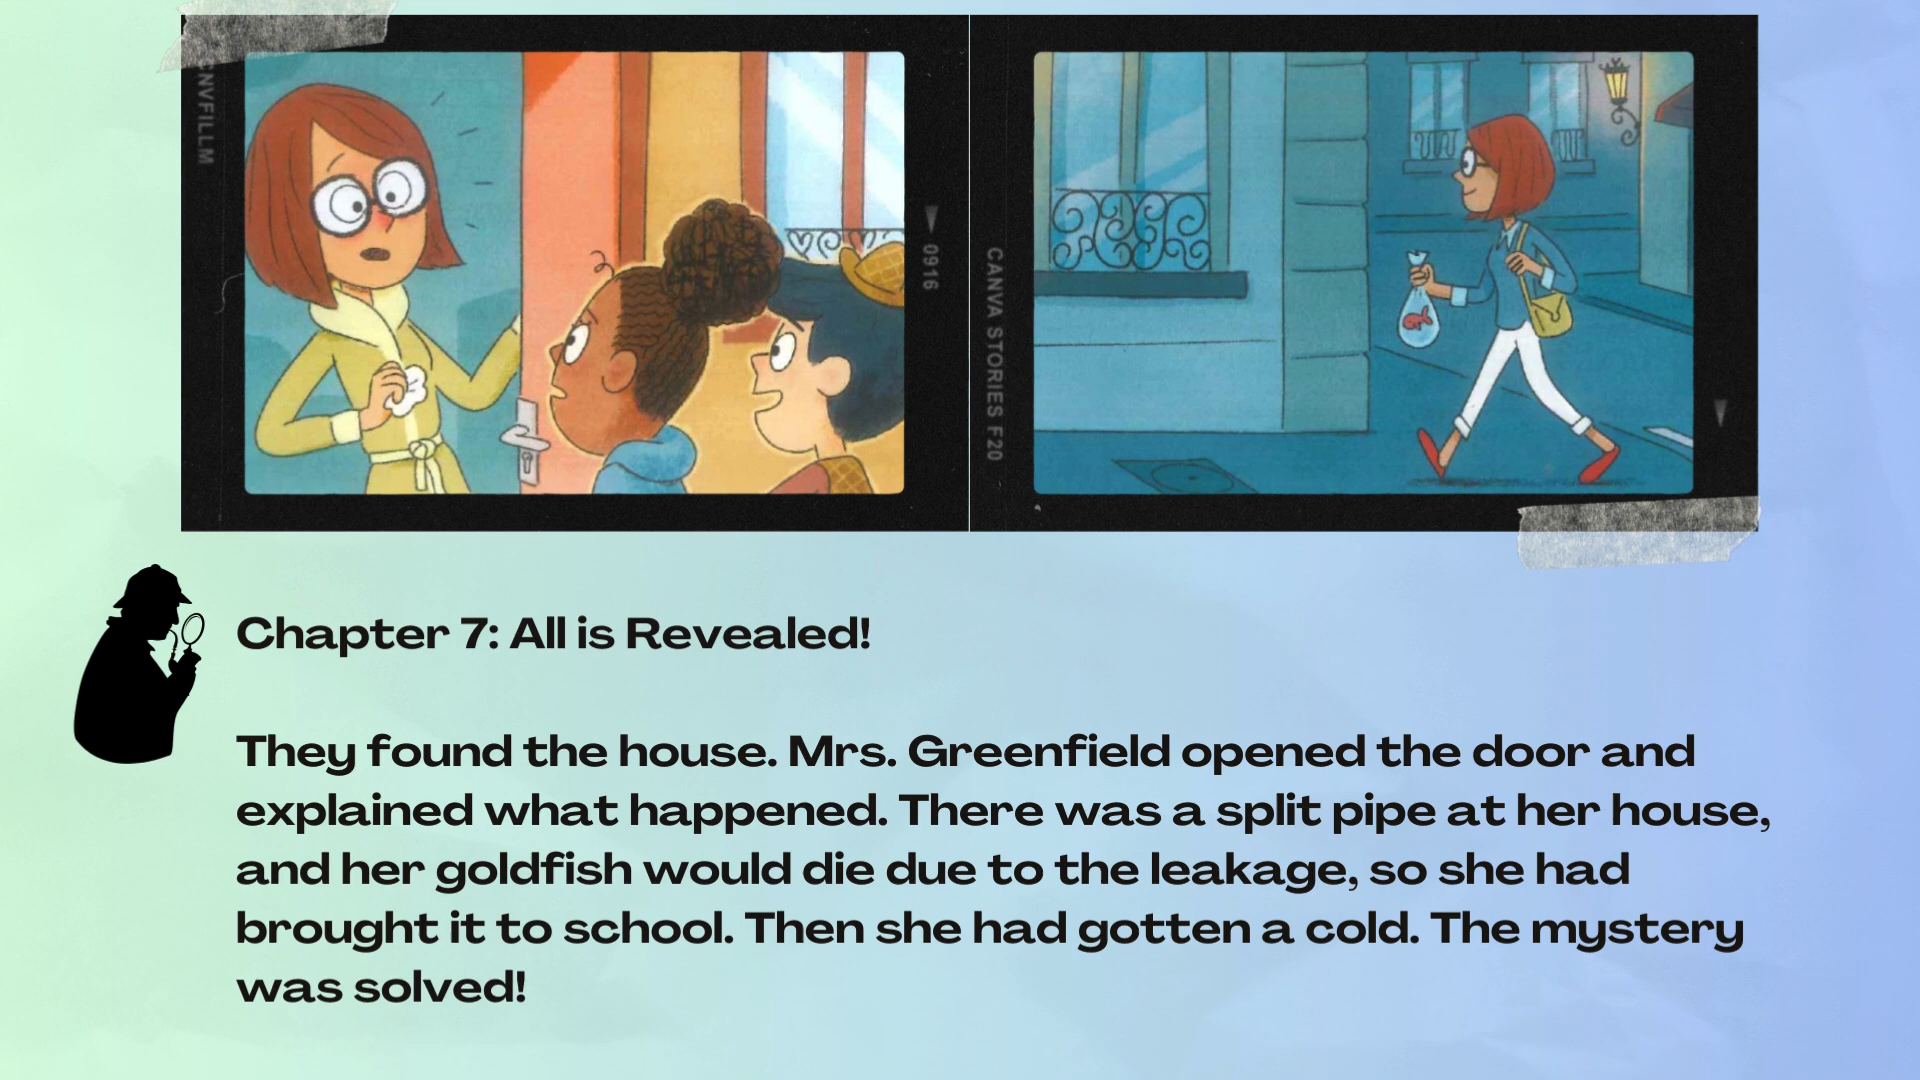 CNVFILLM
0916
CANVA STORIES F20
Chapter 7: All is Revealed!
They found the house. Mrs. Greenfield opened the door and
explained what happened. There was a split pipe at her house,
and her goldfish would die due to the leakage, so she had
brought it to school. Then she had gotten a cold. The mystery
was solved!